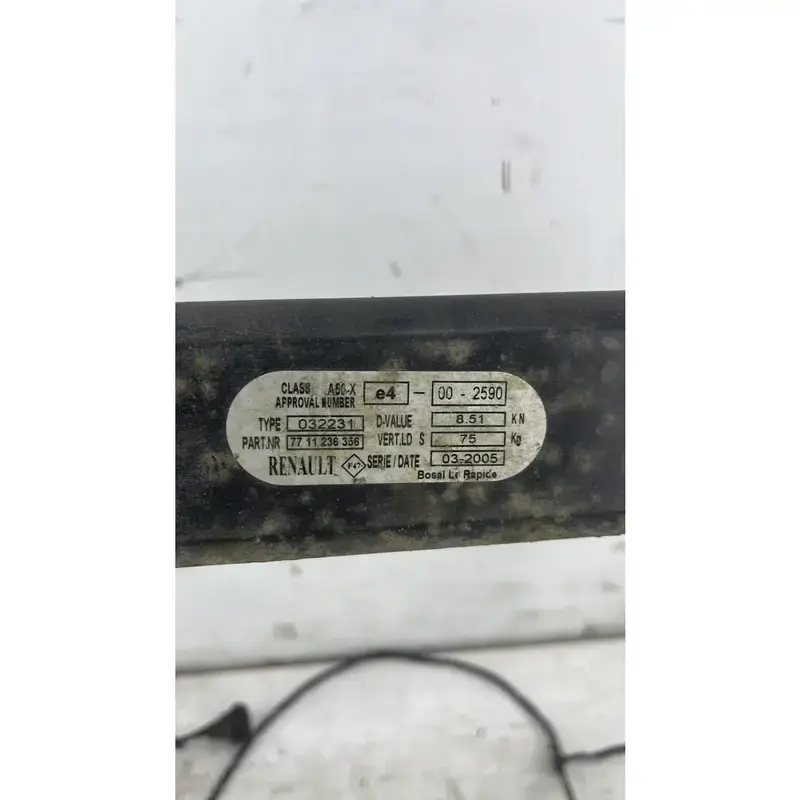 CLASS A50-X e4 - 00 - 2590
APPROVAL NUMBER
TYPE 032231 D-VALUE 8.51 KN
PART.NR 77 11 236 356 VERT.LD S 75 Kg
RENAULT F47 SERIE/DATE 03-2005
Bosal Le Rapide